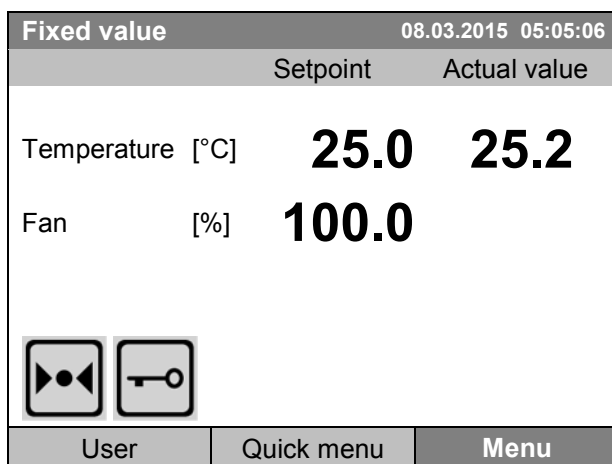 Fixed value 08.03.2015 05:05:06
Setpoint Actual value
Temperature [°C] 25.0 25.2
Fan [%] 100.0
User Quick menu Menu